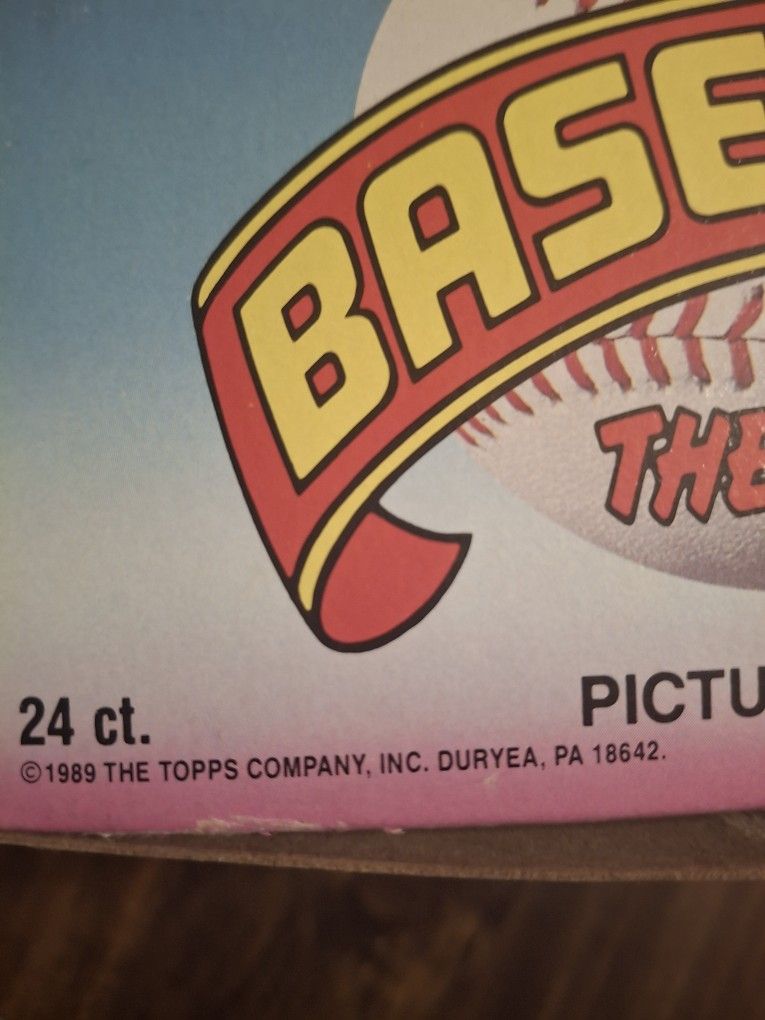 BASE
THE
24 ct.
PICTU
©1989 THE TOPPS COMPANY, INC. DURYEA, PA 18642.